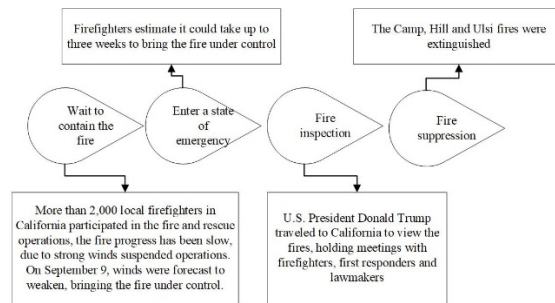 Firefighters estimate it could take up to
three weeks to bring the fire under control
The Camp, Hill and Ulsi fires were
extinguished
Wait to
contain the
fire
Enter a state
of
emergency
Fire
inspection
Fire
suppression
More than 2,000 local firefighters in
California participated in the fire and rescue
operations, the fire progress has been slow,
due to strong winds suspended operations.
On September 9, winds were forecast to
weaken, bringing the fire under control.
U.S. President Donald Trump
traveled to California to view the
fires, holding meetings with
firefighters, first responders and
lawmakers